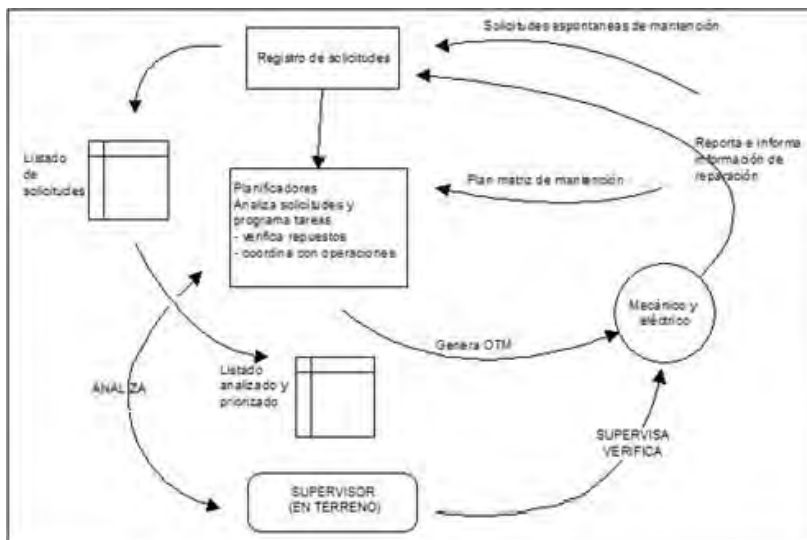 Solicitudes espontaneas de mantención
Registro de solicitudes
Reporta e informa
información de
reparación
Listado
de
solicitudes
Planificadores
Analiza solicitudes y
programa tareas
- verifica repuestos
- coordina con operaciones
Plan matriz de mantención
Mecánico y
eléctrico
Genera OTM
Listado
analizado y
priorizado
ANALIZA
SUPERVISA
VERIFICA
SUPERVISOR
(EN TERRENO)